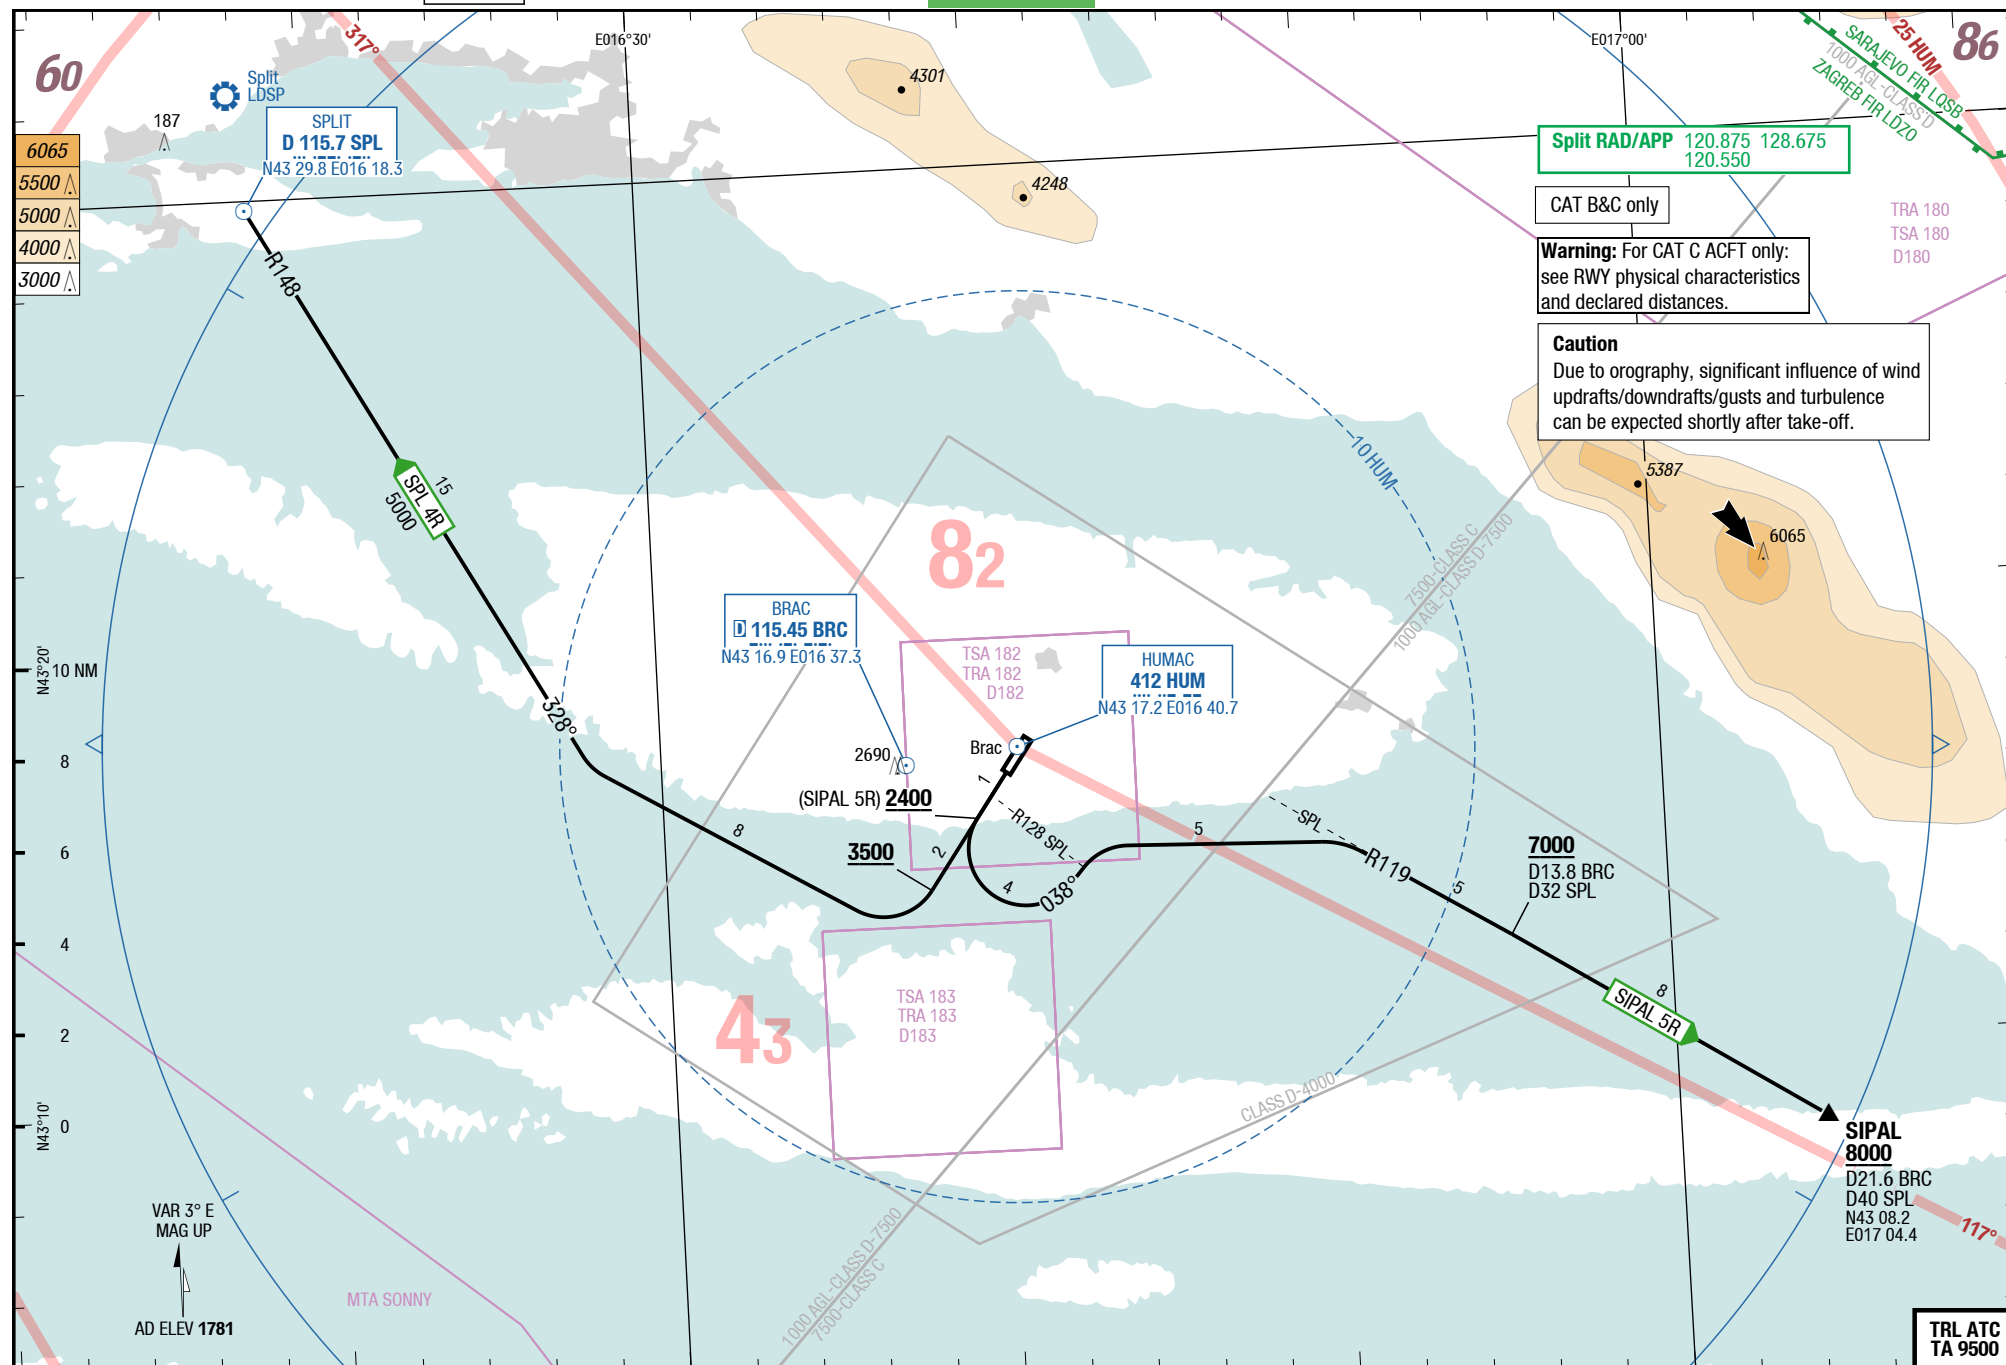 60
317°
E016°30'
E017°00'
25 HUM
86
SARAJEVO FIR LQSB
1000 AGL-CLASS D
ZAGREB FIR LDZO
Split
LDSP
187
SPLIT
D 115.7 SPL
N43 29.8 E016 18.3
4301
4248
6065
5500
5000
4000
3000
Split RAD/APP 120.875 128.675
120.550
CAT B&C only
Warning: For CAT C ACFT only:
see RWY physical characteristics
and declared distances.
TRA 180
TSA 180
D180
Caution
Due to orography, significant influence of wind
updrafts/downdrafts/gusts and turbulence
can be expected shortly after take-off.
R148
10 HUM
5387
6065
SPL 4R
15
5000
7500-CLASS C
1000 AGL-CLASS D-7500
82
BRAC
D 115.45 BRC
N43 16.9 E016 37.3
TSA 182
TRA 182
D182
HUMAC
412 HUM
N43 17.2 E016 40.7
N43°20'
10 NM
8
6
4
2
0
N43°10'
328°
Brac
2690
1
(SIPAL 5R) 2400
R128 SPL
8
3500
2
4
038°
5
SPL
R119
5
7000
D13.8 BRC
D32 SPL
8
SIPAL 5R
TSA 183
TRA 183
D183
43
CLASS D-4000
SIPAL
8000
D21.6 BRC
D40 SPL
N43 08.2
E017 04.4
117°
VAR 3° E
MAG UP
AD ELEV 1781
MTA SONNY
1000 AGL-CLASS D-7500
7500-CLASS C
TRL ATC
TA 9500